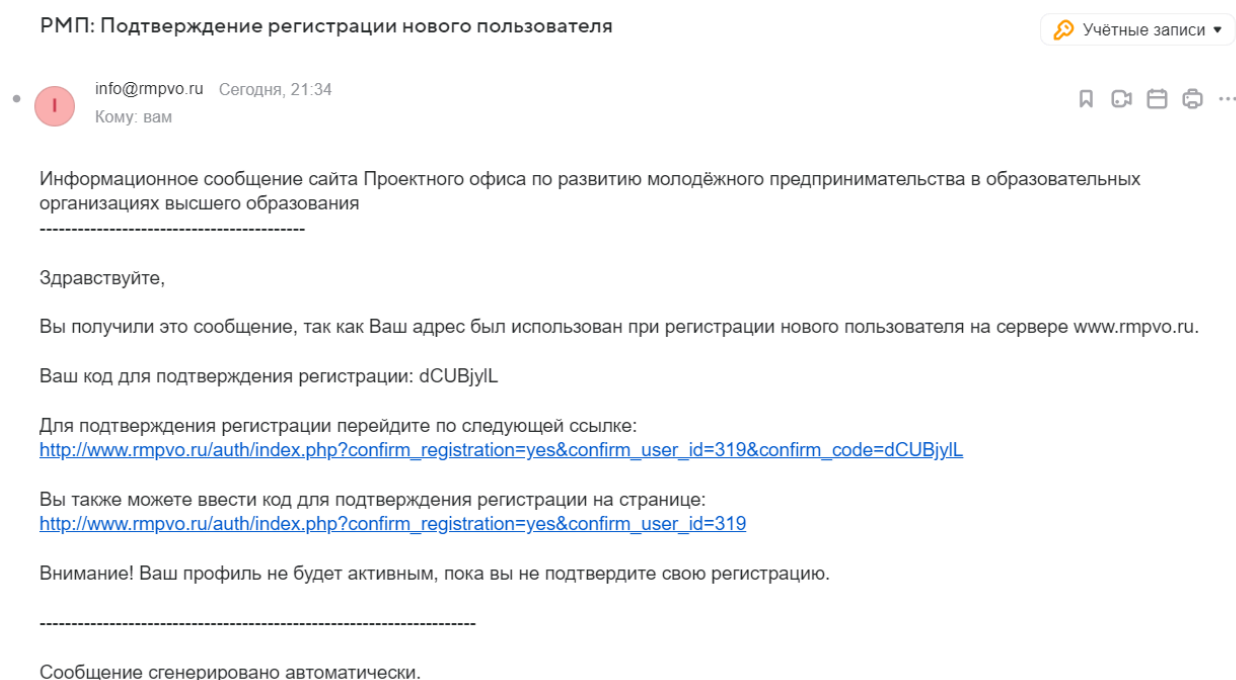 РМП: Подтверждение регистрации нового пользователя
Учётные записи
I
info@rmpvo.ru Сегодня, 21:34
Кому: вам
Информационное сообщение сайта Проектного офиса по развитию молодёжного предпринимательства в образовательных
организациях высшего образования
------------------------------------------
Здравствуйте,
Вы получили это сообщение, так как Ваш адрес был использован при регистрации нового пользователя на сервере www.rmpvo.ru.
Ваш код для подтверждения регистрации: dCUBjylL
Для подтверждения регистрации перейдите по следующей ссылке:
http://www.rmpvo.ru/auth/index.php?confirm_registration=yes&confirm_user_id=319&confirm_code=dCUBjylL
Вы также можете ввести код для подтверждения регистрации на странице:
http://www.rmpvo.ru/auth/index.php?confirm_registration=yes&confirm_user_id=319
Внимание! Ваш профиль не будет активным, пока вы не подтвердите свою регистрацию.
---------------------------------------------------------------------
Сообщение сгенерировано автоматически.